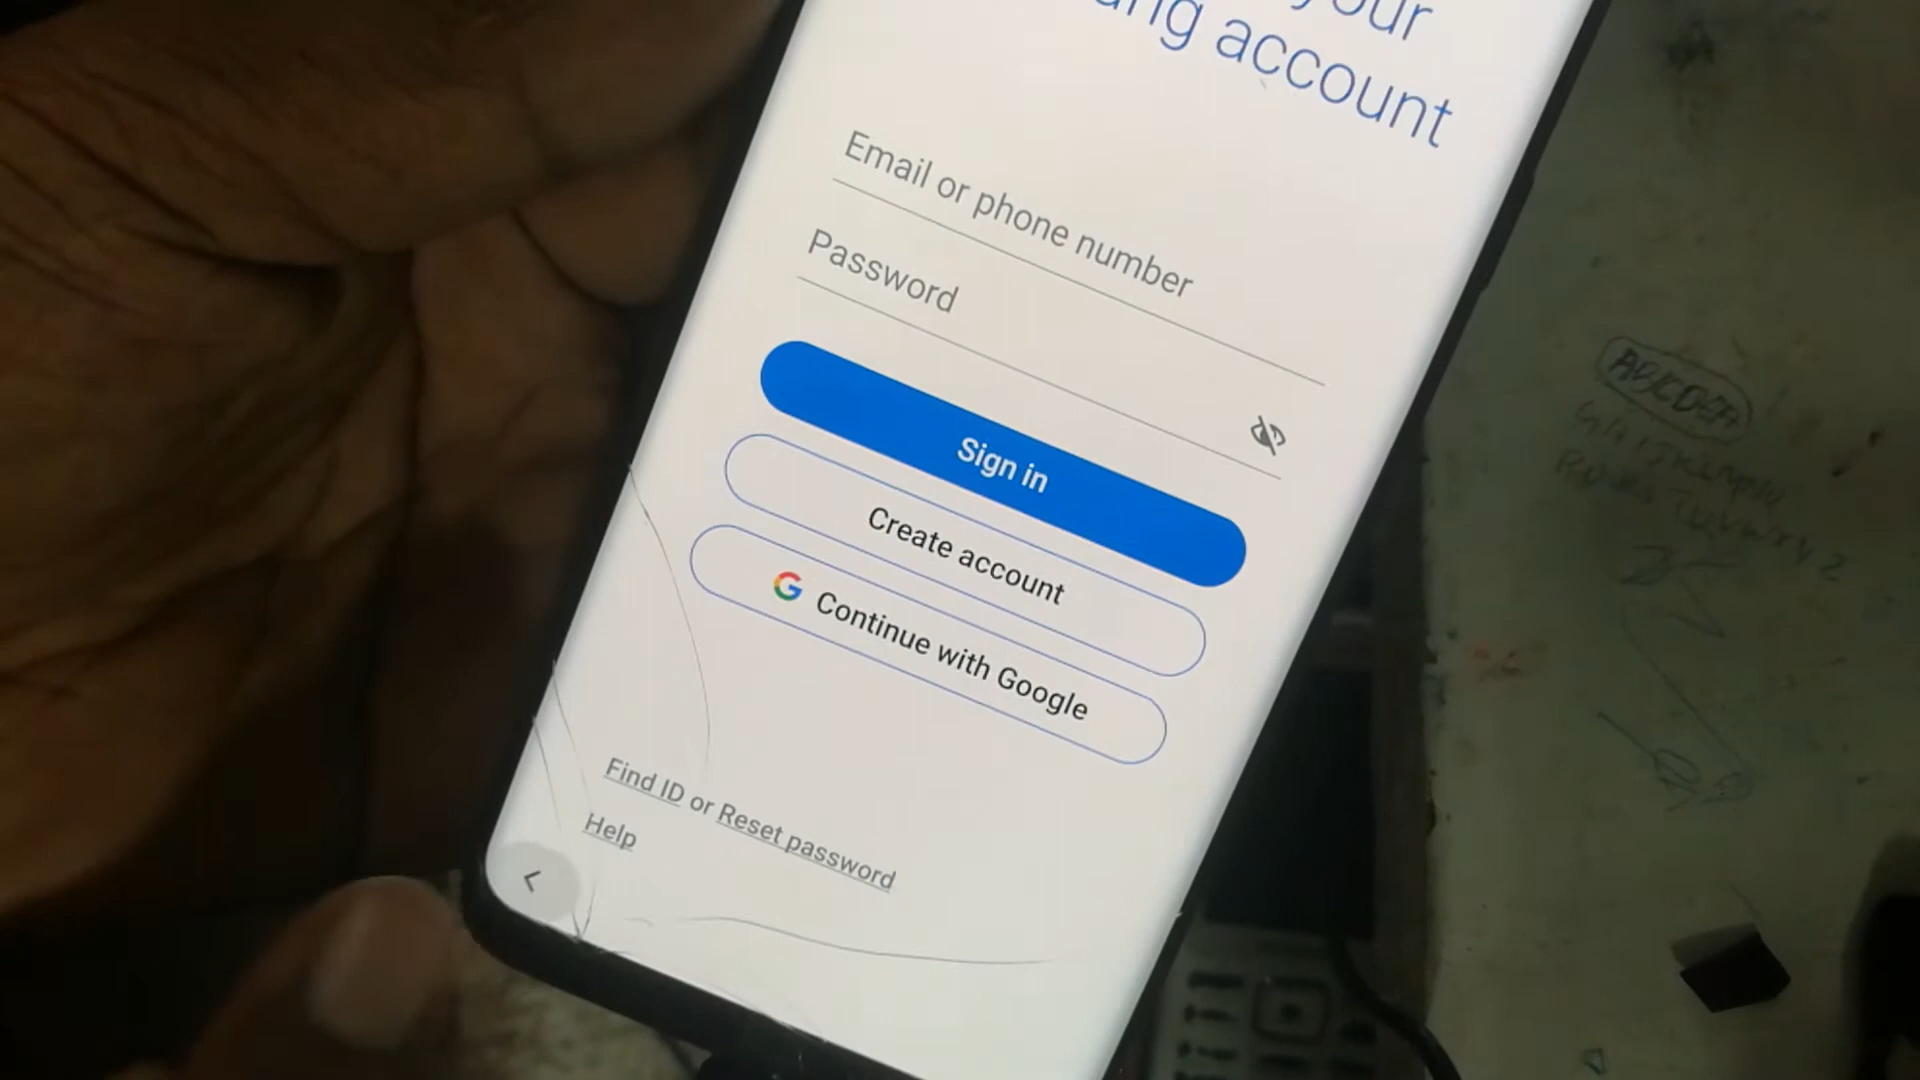 your
account
Email or phone number
Password
Sign in
Create account
Continue with Google
Find ID or Reset password
Help